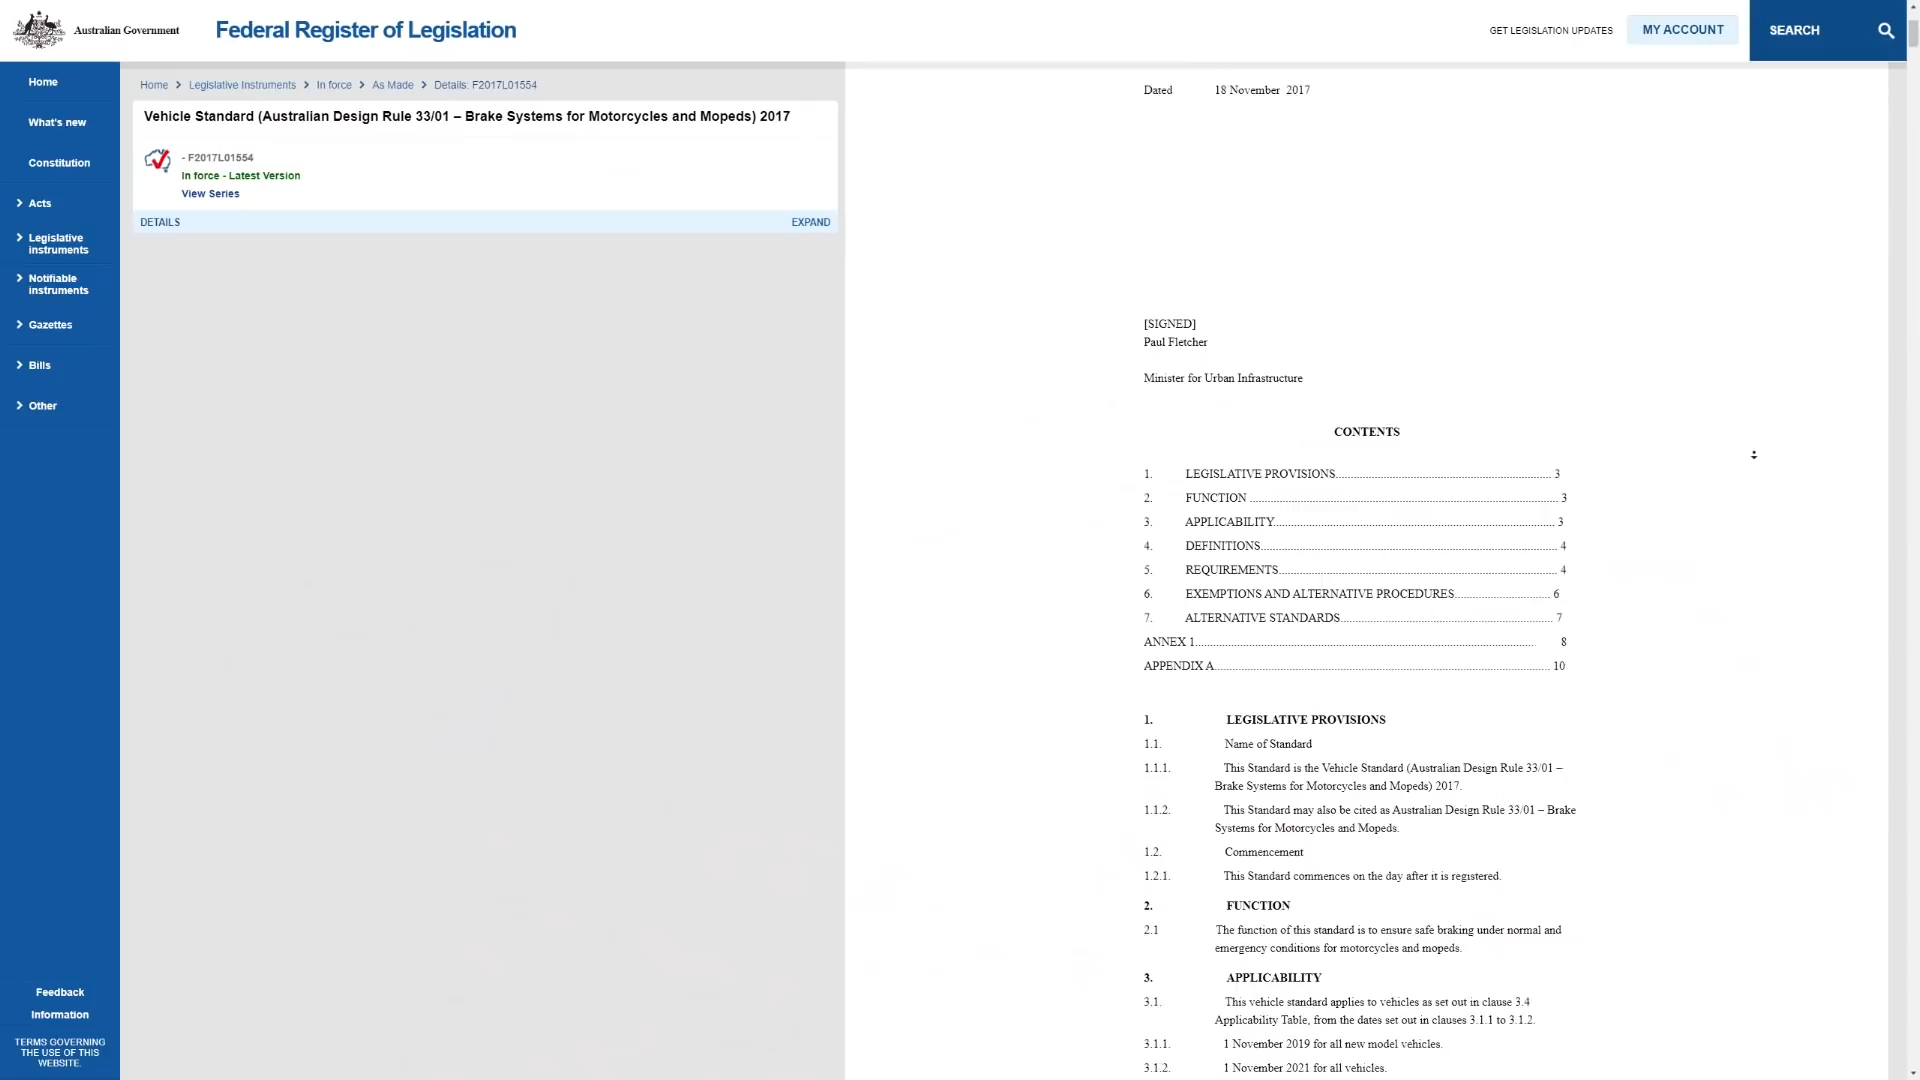 Australian Government
Federal Register of Legislation
GET LEGISLATION UPDATES
MY ACCOUNT
SEARCH
Home
What's new
Constitution
Acts
Legislative
instruments
Notifiable
instruments
Gazettes
Bills
Other
Feedback
Information
TERMS GOVERNING
THE USE OF THIS
WEBSITE.
Home > Legislative Instruments > In force > As Made > Details: F2017L01554
Vehicle Standard (Australian Design Rule 33/01 – Brake Systems for Motorcycles and Mopeds) 2017
- F2017L01554
In force - Latest Version
View Series
DETAILS EXPAND
Dated 18 November 2017
[SIGNED]
Paul Fletcher
Minister for Urban Infrastructure
CONTENTS
1. LEGISLATIVE PROVISIONS 3
2. FUNCTION 3
3. APPLICABILITY 3
4. DEFINITIONS 4
5. REQUIREMENTS 4
6. EXEMPTIONS AND ALTERNATIVE PROCEDURES 6
7. ALTERNATIVE STANDARDS 7
ANNEX 1 8
APPENDIX A 10
1. LEGISLATIVE PROVISIONS
1.1. Name of Standard
1.1.1. This Standard is the Vehicle Standard (Australian Design Rule 33/01 –
Brake Systems for Motorcycles and Mopeds) 2017.
1.1.2. This Standard may also be cited as Australian Design Rule 33/01 – Brake
Systems for Motorcycles and Mopeds.
1.2. Commencement
1.2.1. This Standard commences on the day after it is registered.
2. FUNCTION
2.1 The function of this standard is to ensure safe braking under normal and
emergency conditions for motorcycles and mopeds.
3. APPLICABILITY
3.1. This vehicle standard applies to vehicles as set out in clause 3.4
Applicability Table, from the dates set out in clauses 3.1.1 to 3.1.2.
3.1.1. 1 November 2019 for all new model vehicles.
3.1.2. 1 November 2021 for all vehicles.